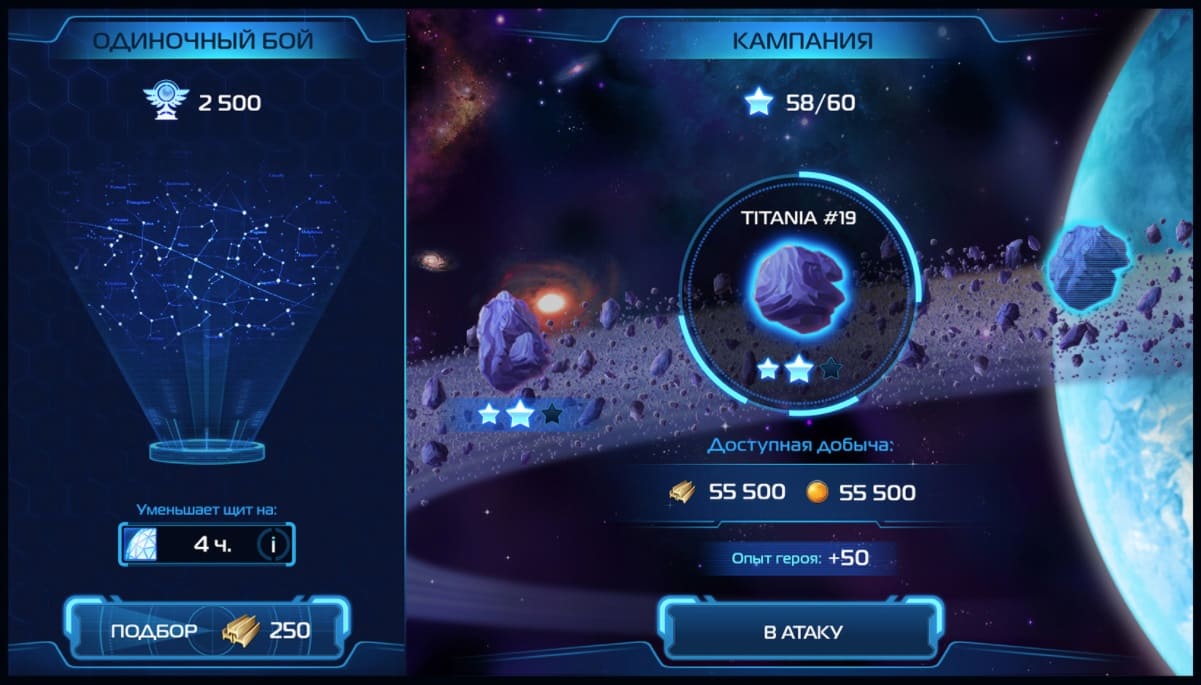 ОДИНОЧНЫЙ БОЙ
2 500
Уменьшает щит на:
4 ч.
i
ПОДБОР 250
КАМПАНИЯ
58/60
TITANIA #19
Доступная добыча:
55 500 55 500
Опыт героя: +50
В АТАКУ